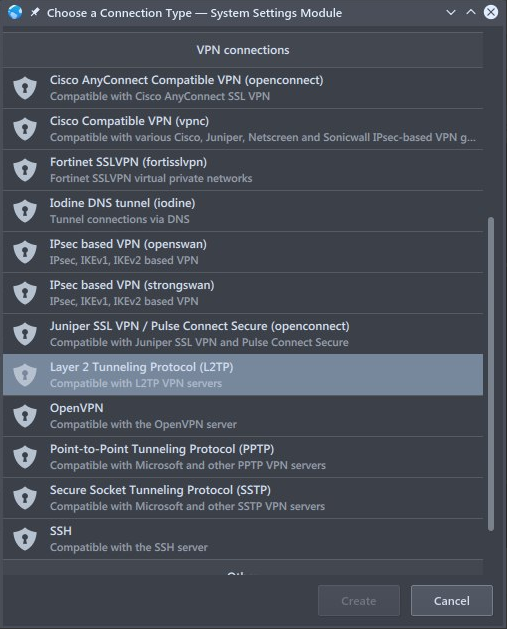 Choose a Connection Type — System Settings Module
VPN connections
Cisco AnyConnect Compatible VPN (openconnect)
Compatible with Cisco AnyConnect SSL VPN
Cisco Compatible VPN (vpnc)
Compatible with various Cisco, Juniper, Netscreen and Sonicwall IPsec-based VPN g...
Fortinet SSLVPN (fortisslvpn)
Fortinet SSLVPN virtual private networks
Iodine DNS tunnel (iodine)
Tunnel connections via DNS
IPsec based VPN (openswan)
IPsec, IKEv1, IKEv2 based VPN
IPsec based VPN (strongswan)
IPsec, IKEv1, IKEv2 based VPN
Juniper SSL VPN / Pulse Connect Secure (openconnect)
Compatible with Juniper SSL VPN and Pulse Connect Secure
Layer 2 Tunneling Protocol (L2TP)
Compatible with L2TP VPN servers
OpenVPN
Compatible with the OpenVPN server
Point-to-Point Tunneling Protocol (PPTP)
Compatible with Microsoft and other PPTP VPN servers
Secure Socket Tunneling Protocol (SSTP)
Compatible with Microsoft and other SSTP VPN servers
SSH
Compatible with the SSH server
Create
Cancel